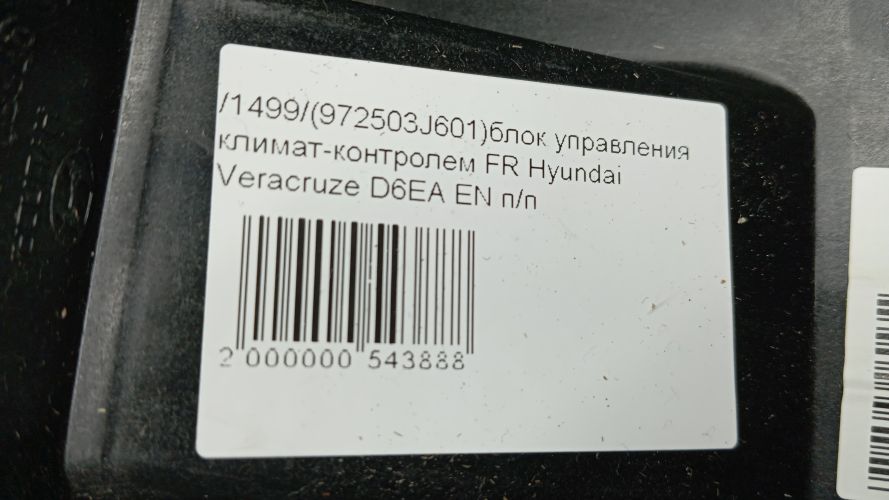 /1499/(972503J601)блок управления
климат-контролем FR Hyundai
Veracruze D6EA EN п/п
2 000000 543888